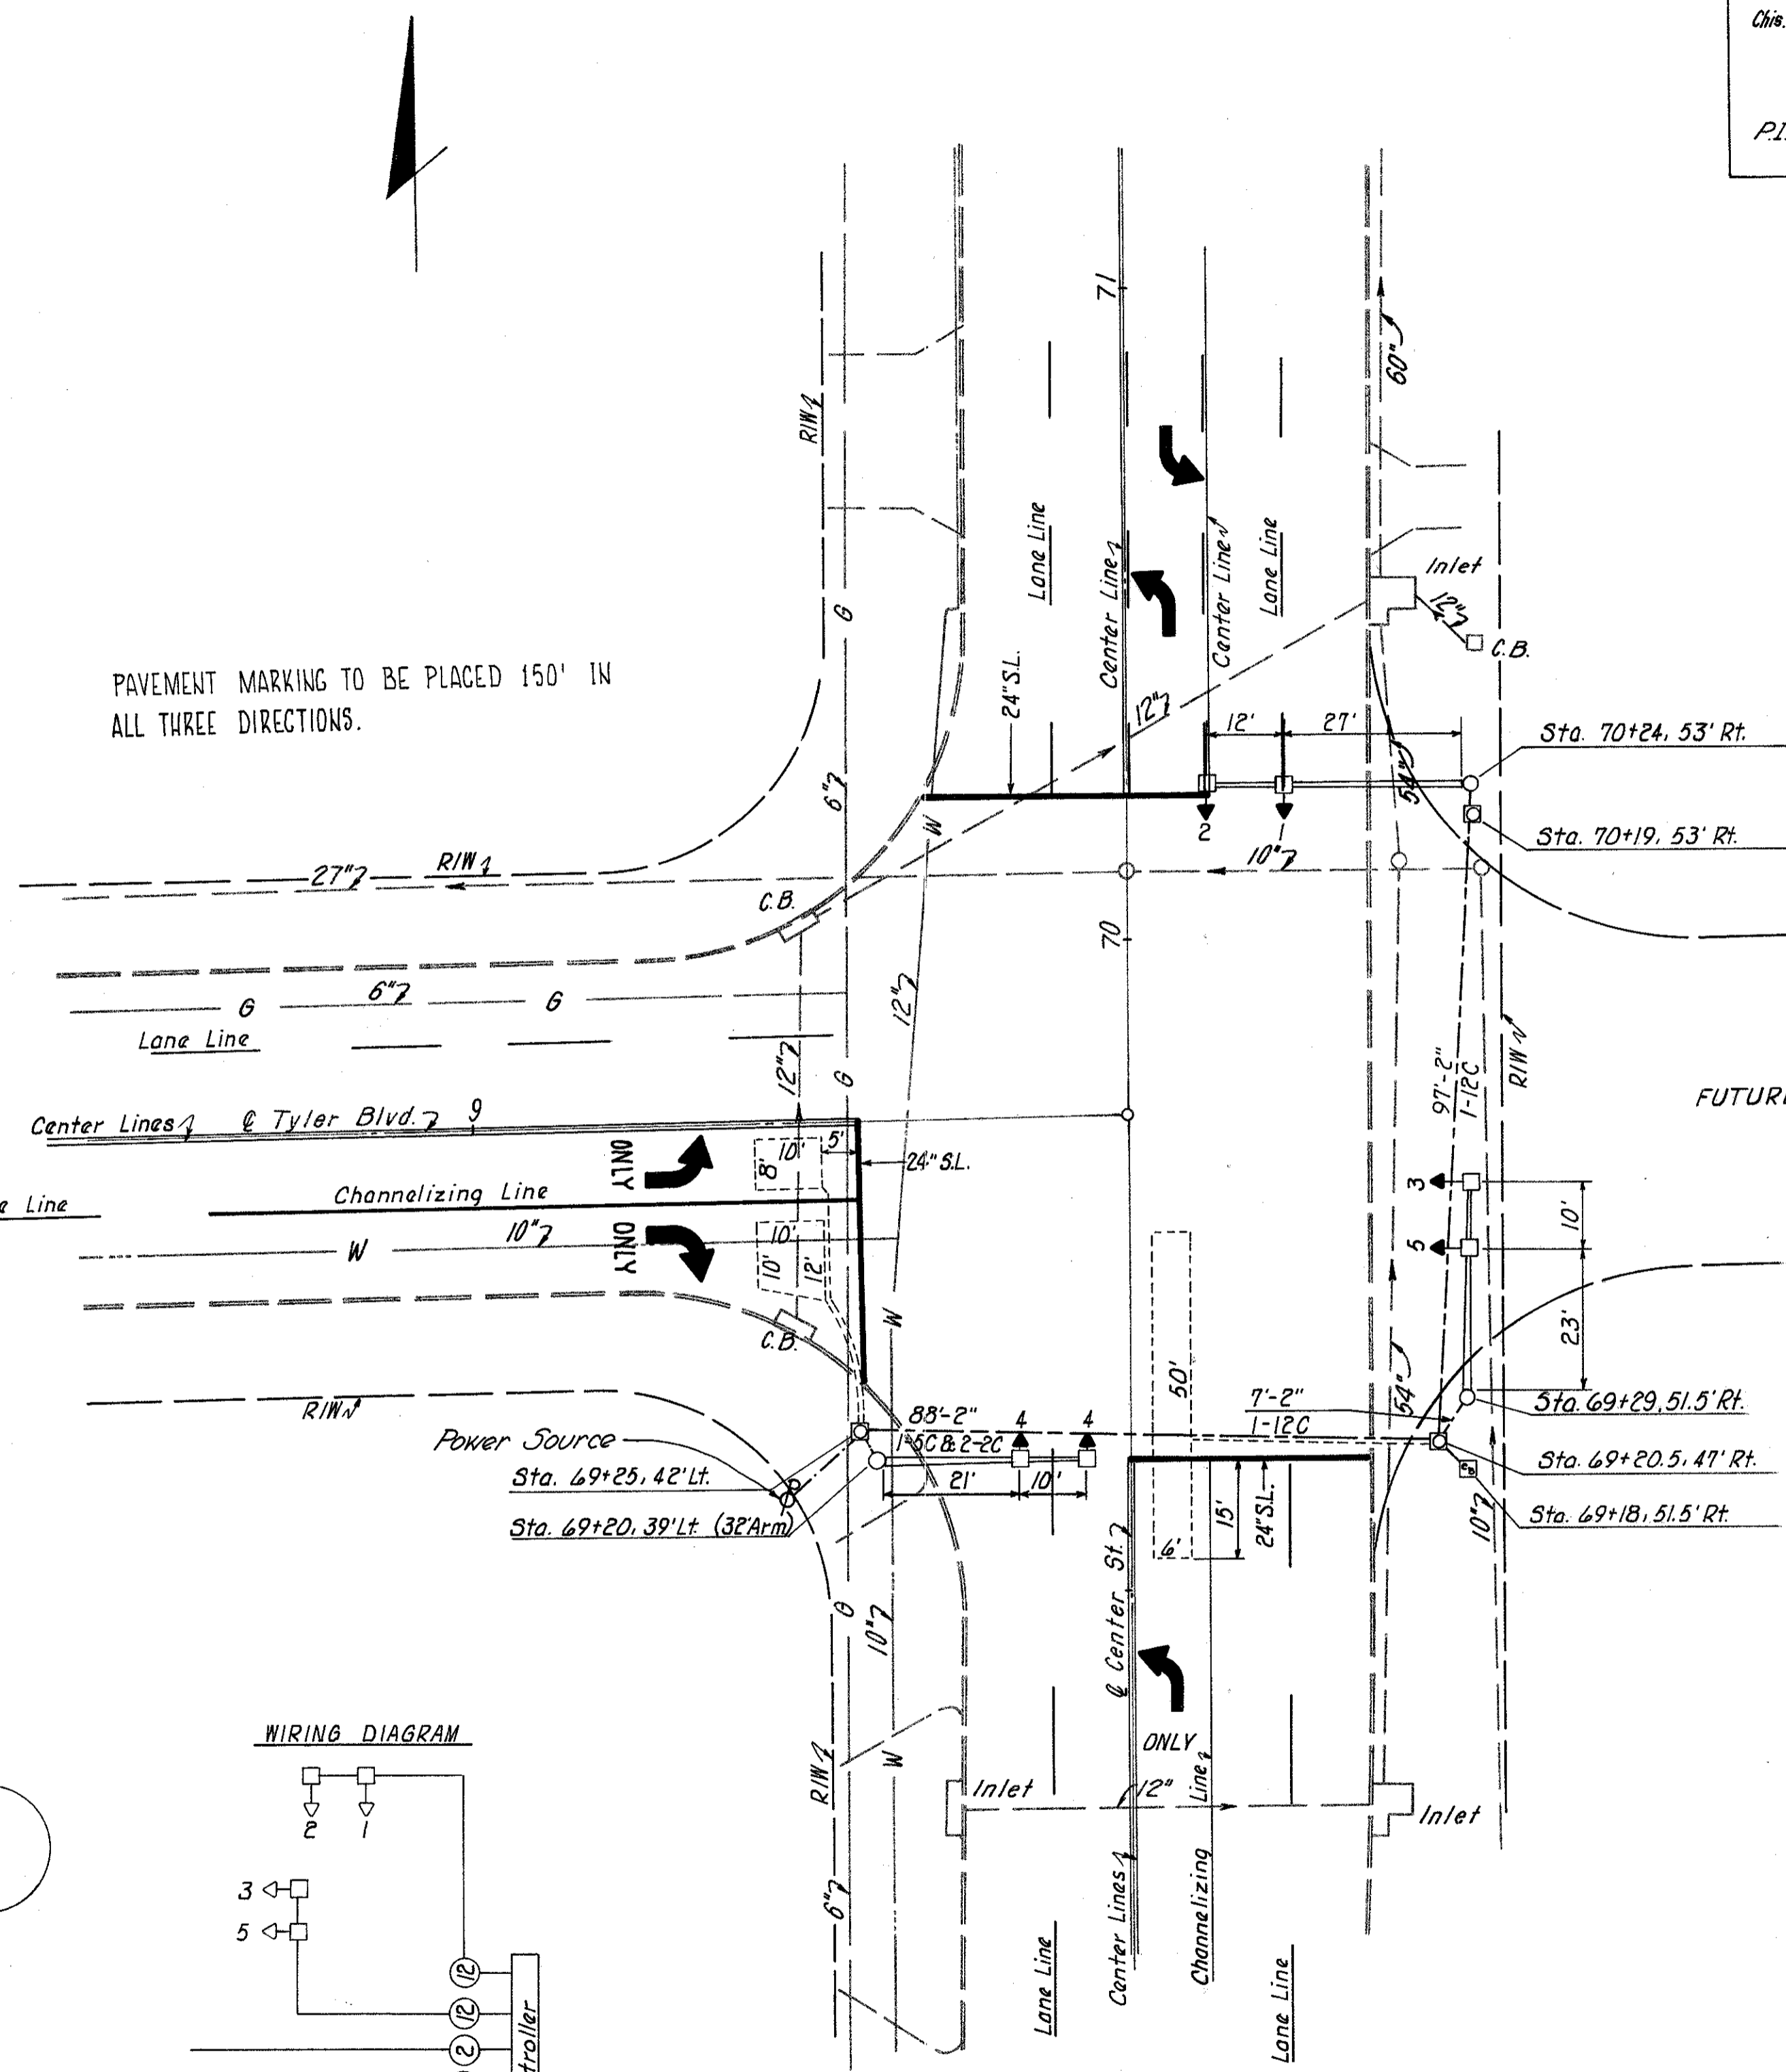 Chis.
P.I.
71
60"
R/W
Lane Line
Center Line
Center Line
Lane Line
Inlet
12"
C.B.
G
PAVEMENT MARKING TO BE PLACED 150' IN
ALL THREE DIRECTIONS.
24" S.L.
12"
12'
27'
Sta. 70+24, 53' Rt.
54"
6"
W
2
1
Sta. 70+19, 53' Rt.
27"
R/W
10"
C.B.
70
6"
G
G
12"
Lane Line
12"
G
97'-2"
1-12C
R/W
FUTURE
Center Lines
℄ Tyler Blvd.
9
ONLY
8'
10'
5'
24" S.L.
3
10'
e Line
Channelizing Line
10"
W
ONLY
10'
10'
12'
5
23'
C.B.
W
50'
54"
R/W
88'-2"
1-5C & 2-2C
4
4
7'-2"
1-12C
Sta. 69+29, 51.5' Rt.
Power Source
Sta. 69+25, 42' Lt.
P
21'
10'
Sta. 69+20.5, 47' Rt.
Sta. 69+20, 39' Lt. (32' Arm)
6'
15'
24" S.L.
10"
Sta. 69+18, 51.5' Rt.
G
10"
℄ Center St.
ONLY
WIRING DIAGRAM
R/W
W
Inlet
12"
Inlet
2
1
3
5
6"
Lane Line
Center Lines
Channelizing Line
Lane Line
12
12
2
troller